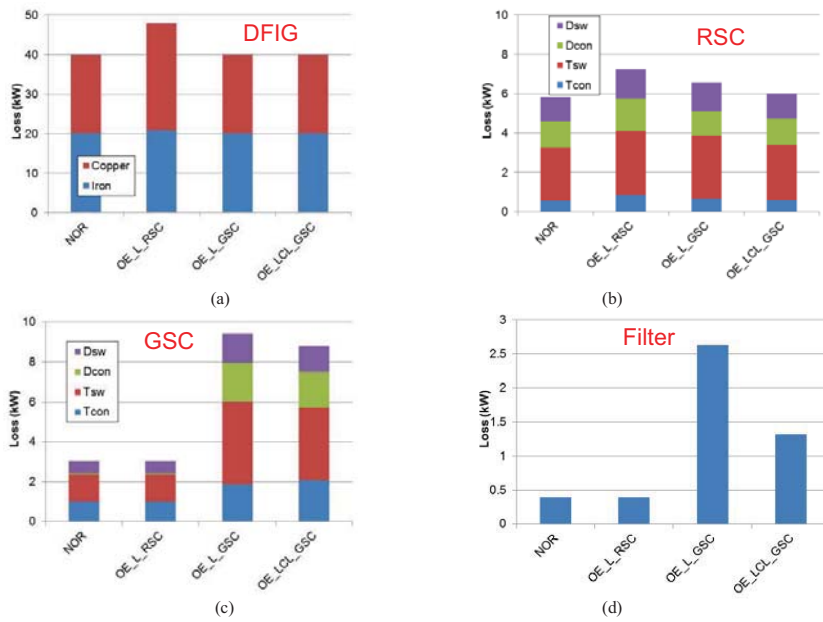 DFIG
Loss (kW)
50
40
30
20
10
0
Copper
Iron
NOR
OE_L_RSC
OE_L_GSC
OE_LCL_GSC
(a)
RSC
Loss (kW)
10
8
6
4
2
0
Dsw
Dcon
Tsw
Tcon
NOR
OE_L_RSC
OE_L_GSC
OE_LCL_GSC
(b)
GSC
Loss (kW)
10
8
6
4
2
0
Dsw
Dcon
Tsw
Tcon
NOR
OE_L_RSC
OE_L_GSC
OE_LCL_GSC
(c)
Filter
Loss (kW)
3
2.5
2
1.5
1
0.5
0
NOR
OE_L_RSC
OE_L_GSC
OE_LCL_GSC
(d)